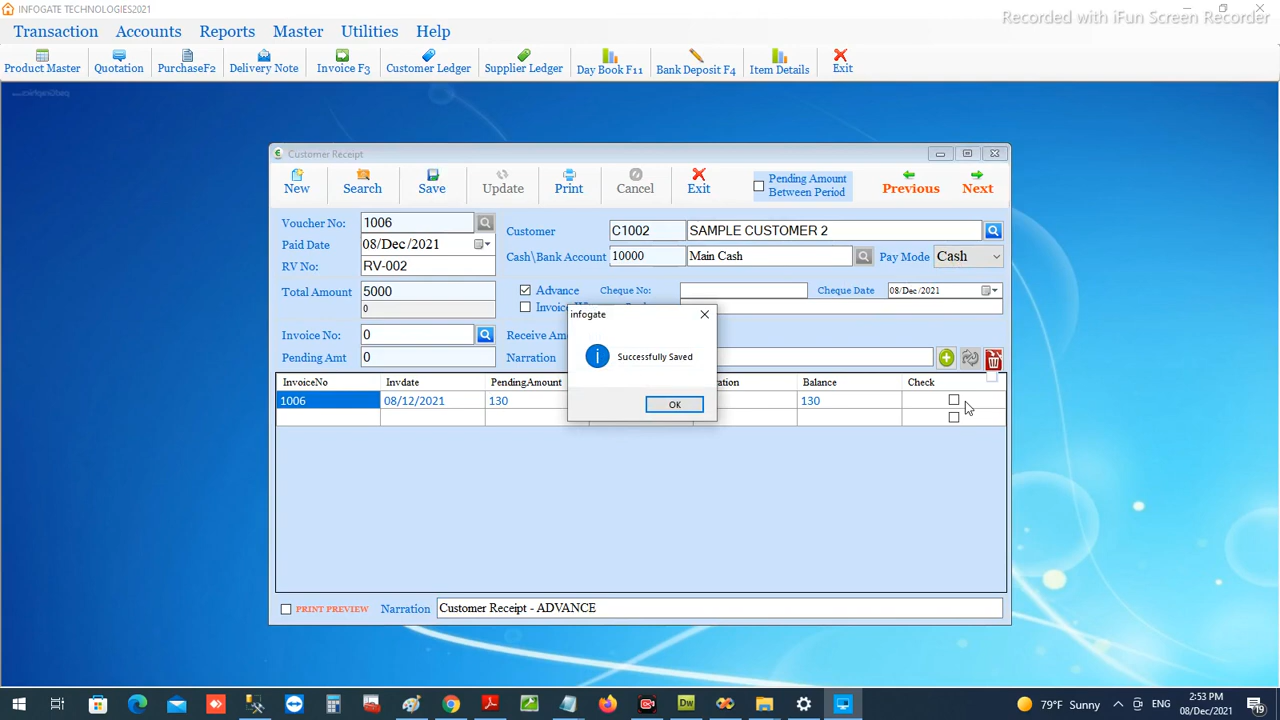 INFOGATE TECHNOLOGIES2021
Recorded with iFun Screen Recorder
Transaction Accounts Reports Master Utilities Help
Product Master Quotation PurchaseF2 Delivery Note Invoice F3 Customer Ledger Supplier Ledger Day Book F11 Bank Deposit F4 Item Details Exit
Customer Receipt
New Search Save Update Print Cancel Exit
Pending Amount
Between Period
Previous Next
Voucher No: 1006
Customer C1002 SAMPLE CUSTOMER 2
Paid Date 08/Dec/2021
Cash\Bank Account 10000 Main Cash Pay Mode Cash
RV No: RV-002
Total Amount 5000
Advance Cheque No: Cheque Date 08/Dec/2021
0
Invoice No: 0
Pending Amt 0 Narration
infogate
Successfully Saved
OK
InvoiceNo Invdate PendingAmount Balance Check
1006 08/12/2021 130 130
PRINT PREVIEW Narration Customer Receipt - ADVANCE
79°F Sunny ENG 2:53 PM
08/Dec/2021 19